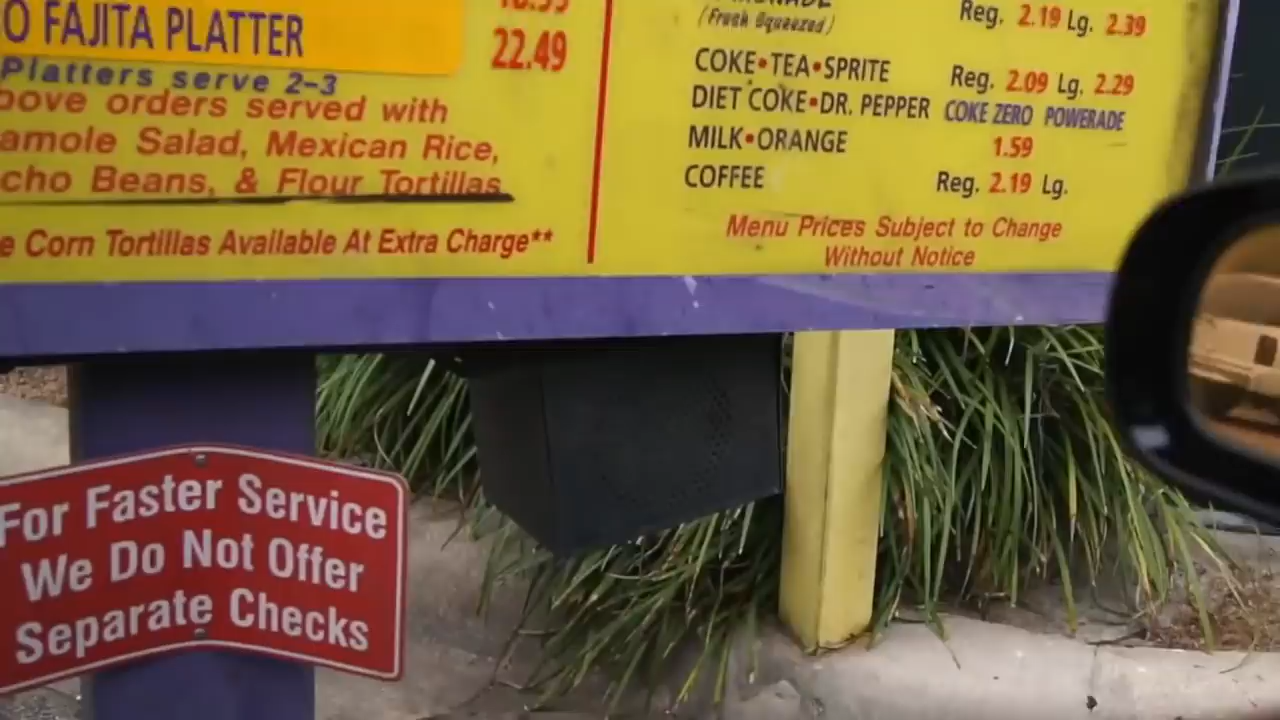 O FAJITA PLATTER
22.49
Platters serve 2-3
bove orders served with
amole Salad, Mexican Rice,
cho Beans, & Flour Tortillas
e Corn Tortillas Available At Extra Charge**
(Fresh Squeezed)
Reg. 2.19 Lg. 2.39
COKE•TEA•SPRITE Reg. 2.09 Lg. 2.29
DIET COKE•DR. PEPPER COKE ZERO POWERADE
MILK•ORANGE 1.59
COFFEE Reg. 2.19 Lg.
Menu Prices Subject to Change
Without Notice
For Faster Service
We Do Not Offer
Separate Checks